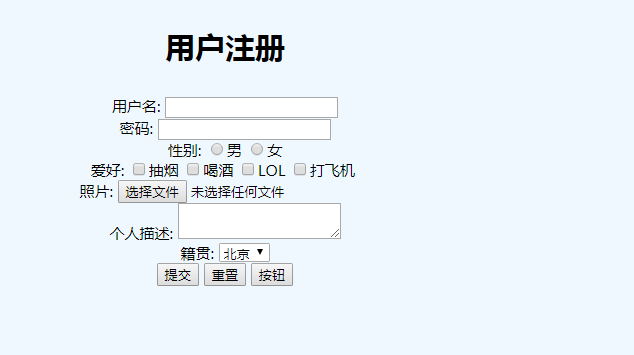 用户注册
用户名:
密码:
性别: 男 女
爱好: 抽烟 喝酒 LOL 打飞机
照片: 选择文件 未选择任何文件
个人描述:
籍贯: 北京
提交 重置 按钮